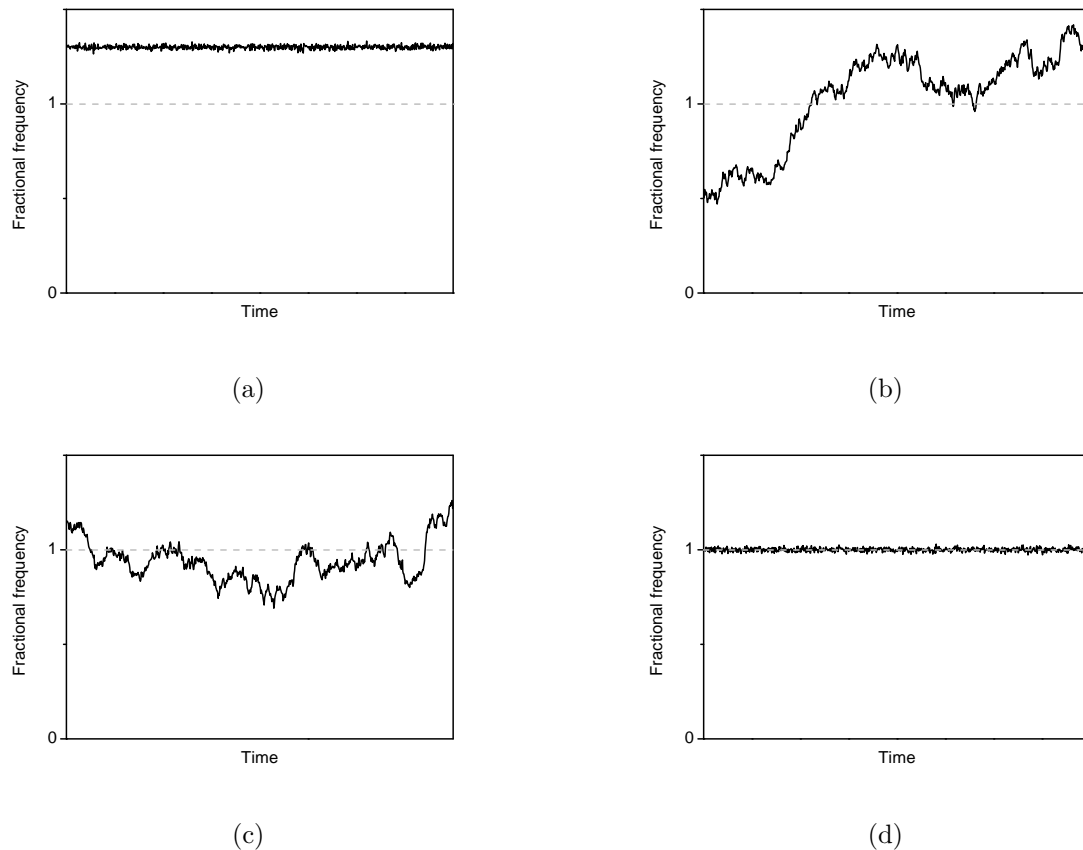 Fractional frequency
1
0
Time
(a)
Fractional frequency
1
0
Time
(b)
Fractional frequency
1
0
Time
(c)
Fractional frequency
1
0
Time
(d)